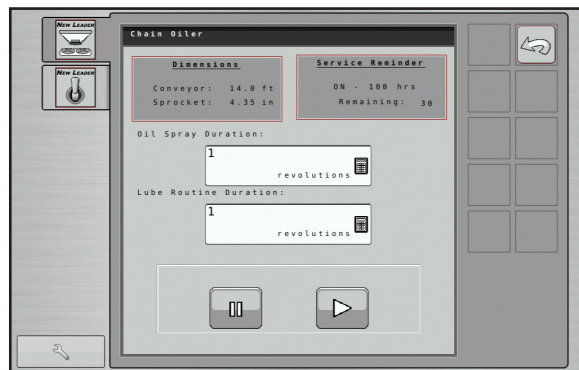 NEW LEADER
NEW LEADER
Chain Oiler
Dimensions
Conveyor: 14.0 ft
Sprocket: 4.35 in
Service Reminder
ON - 100 hrs
Remaining: 30
Oil Spray Duration:
1
revolutions
Lube Routine Duration:
1
revolutions